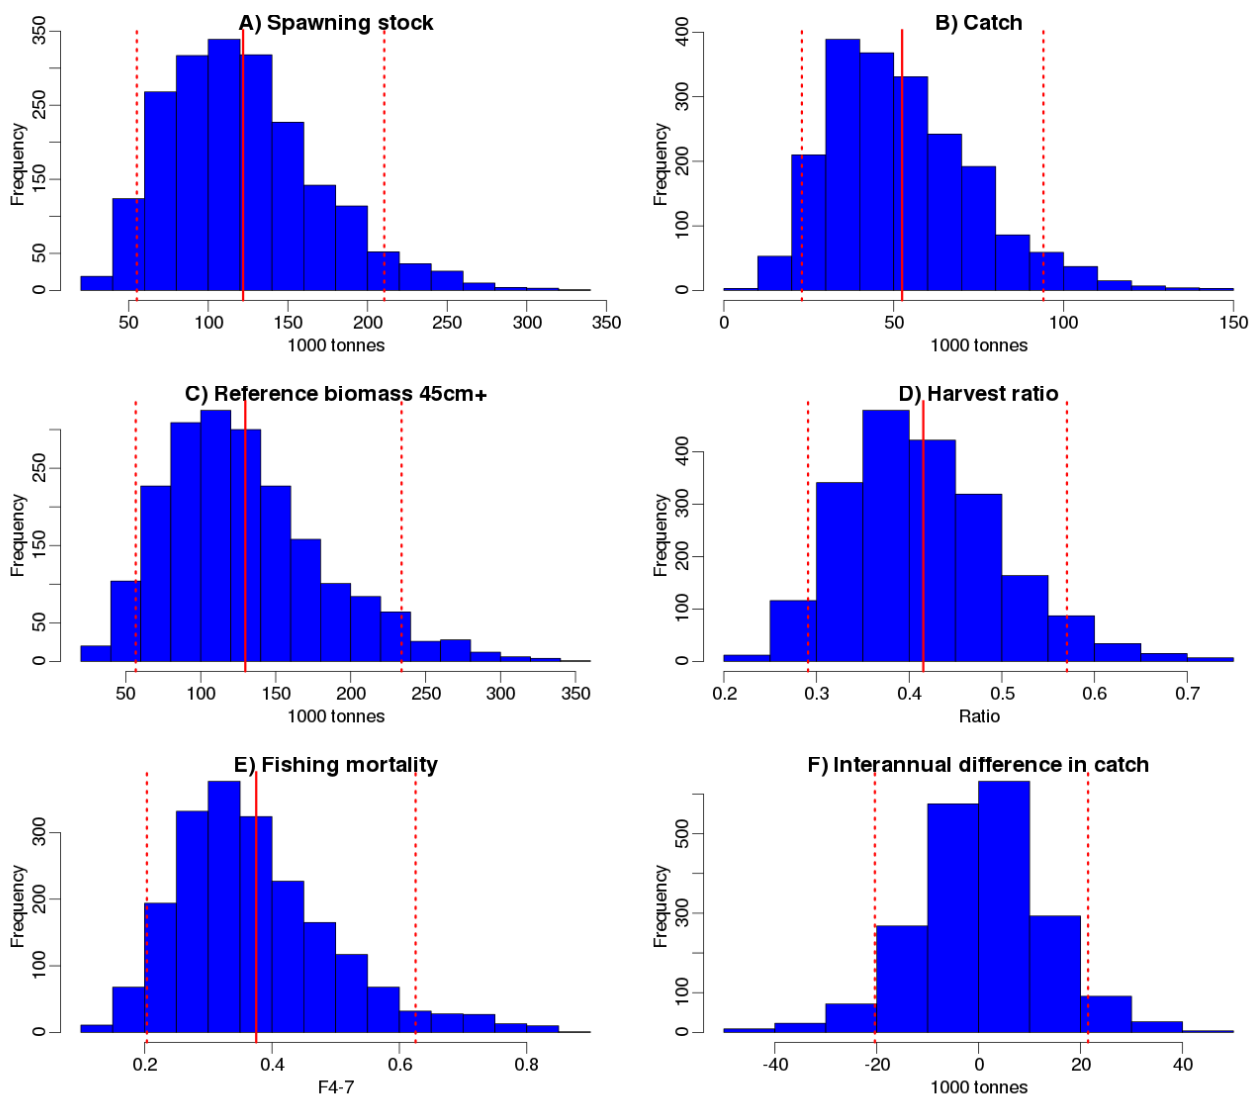 A) Spawning stock
Frequency
0
50
150
250
350
50 100 150 200 250 300 350
1000 tonnes
B) Catch
Frequency
0
100
200
300
400
0 50 100 150
1000 tonnes
C) Reference biomass 45cm+
Frequency
0
50
150
250
50 100 150 200 250 300 350
1000 tonnes
D) Harvest ratio
Frequency
0
100
200
300
400
0.2 0.3 0.4 0.5 0.6 0.7
Ratio
E) Fishing mortality
Frequency
0
100
200
300
0.2 0.4 0.6 0.8
F4-7
F) Interannual difference in catch
Frequency
0
100
300
500
-40 -20 0 20 40
1000 tonnes